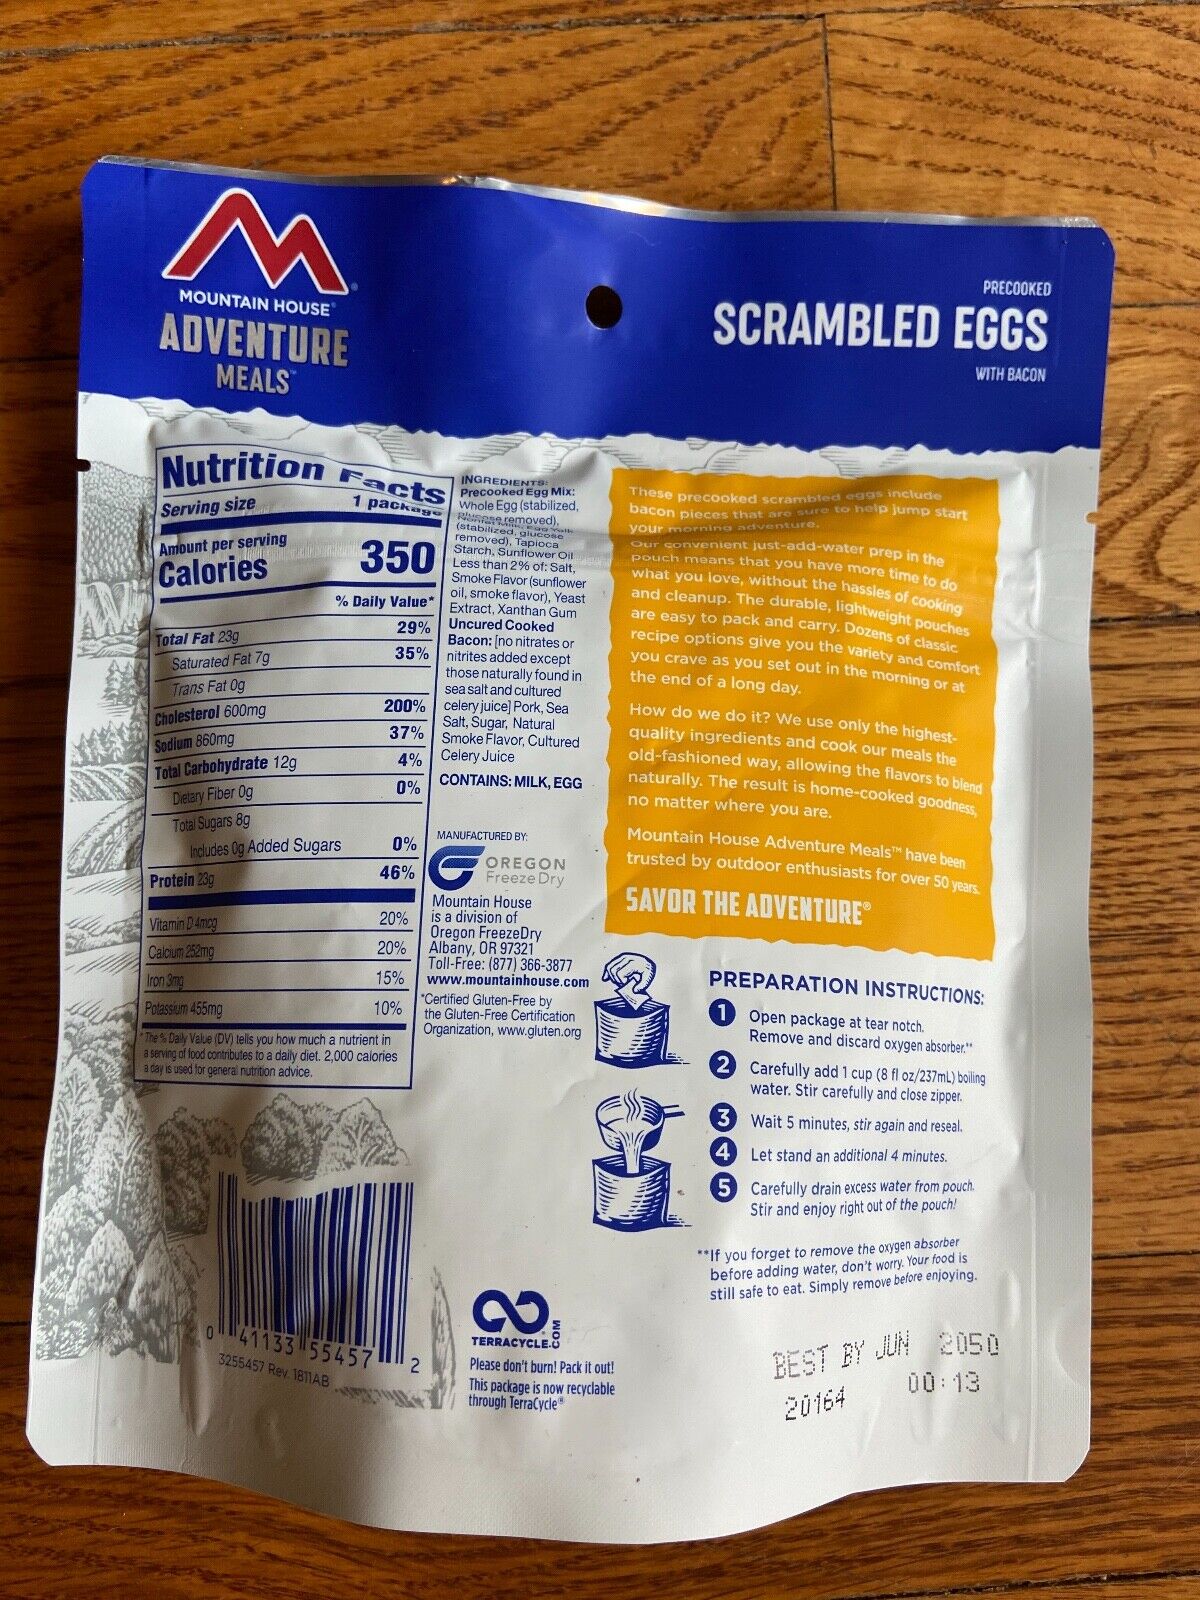 MOUNTAIN HOUSE®
ADVENTURE
MEALS™
PRECOOKED
SCRAMBLED EGGS
WITH BACON
Nutrition Facts
Serving size 1 package
Amount per serving
Calories 350
% Daily Value*
Total Fat 23g 29%
Saturated Fat 7g 35%
Trans Fat 0g
Cholesterol 600mg 200%
Sodium 860mg 37%
Total Carbohydrate 12g 4%
Dietary Fiber 0g 0%
Total Sugars 8g
Includes 0g Added Sugars 0%
Protein 23g 46%
Vitamin D 4mcg 20%
Calcium 252mg 20%
Iron 3mg 15%
Potassium 455mg 10%
*The % Daily Value (DV) tells you how much a nutrient in
a serving of food contributes to a daily diet. 2,000 calories
a day is used for general nutrition advice.
INGREDIENTS:
Precooked Egg Mix:
Whole Egg (stabilized,
glucose removed),
Nonfat Milk, Egg Yolk
(stabilized, glucose
removed), Tapioca
Starch, Sunflower Oil
Less than 2% of: Salt,
Smoke Flavor (sunflower
oil, smoke flavor), Yeast
Extract, Xanthan Gum
Uncured Cooked
Bacon: [no nitrates or
nitrites added except
those naturally found in
sea salt and cultured
celery juice] Pork, Sea
Salt, Sugar, Natural
Smoke Flavor, Cultured
Celery Juice
CONTAINS: MILK, EGG
MANUFACTURED BY:
OREGON
FreezeDry
Mountain House
is a division of
Oregon FreezeDry
Albany, OR 97321
Toll-Free: (877) 366-3877
www.mountainhouse.com
*Certified Gluten-Free by
the Gluten-Free Certification
Organization, www.gluten.org
These precooked scrambled eggs include
bacon pieces that are sure to help jump start
your morning adventure.
Our convenient just-add-water prep in the
pouch means that you have more time to do
what you love, without the hassles of cooking
and cleanup. The durable, lightweight pouches
are easy to pack and carry. Dozens of classic
recipe options give you the variety and comfort
you crave as you set out in the morning or at
the end of a long day.
How do we do it? We use only the highest-
quality ingredients and cook our meals the
old-fashioned way, allowing the flavors to blend
naturally. The result is home-cooked goodness,
no matter where you are.
Mountain House Adventure Meals™ have been
trusted by outdoor enthusiasts for over 50 years.
SAVOR THE ADVENTURE®
PREPARATION INSTRUCTIONS:
1 Open package at tear notch.
Remove and discard oxygen absorber.**
2 Carefully add 1 cup (8 fl oz/237mL) boiling
water. Stir carefully and close zipper.
3 Wait 5 minutes, stir again and reseal.
4 Let stand an additional 4 minutes.
5 Carefully drain excess water from pouch.
Stir and enjoy right out of the pouch!
**If you forget to remove the oxygen absorber
before adding water, don't worry. Your food is
still safe to eat. Simply remove before enjoying.
0 41133 55457 2
3255457 Rev. 1811AB
TERRACYCLE.COM
Please don't burn! Pack it out!
This package is now recyclable
through TerraCycle®
BEST BY JUN 2050
20164 00:13